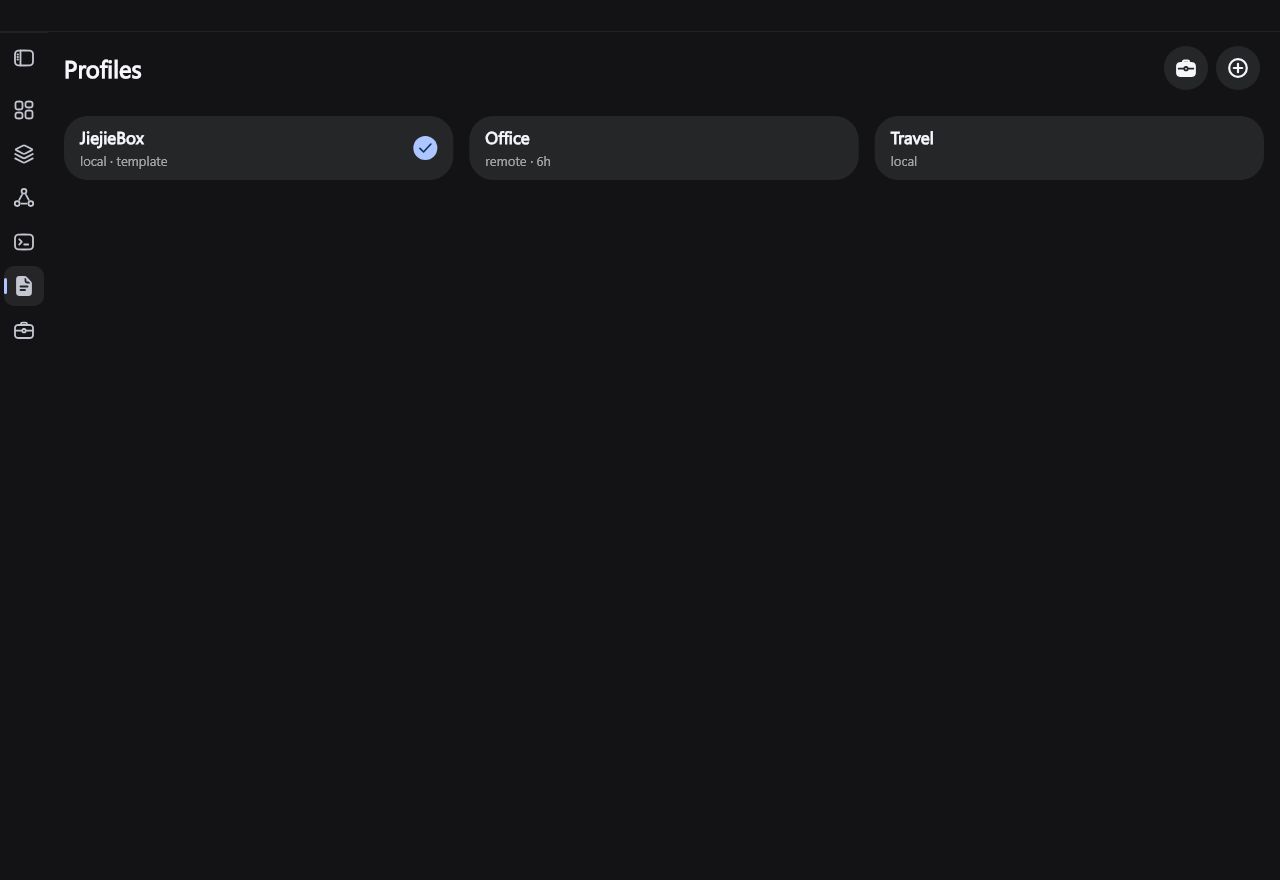 Profiles
JiejieBox
local · template
Office
remote · 6h
Travel
local